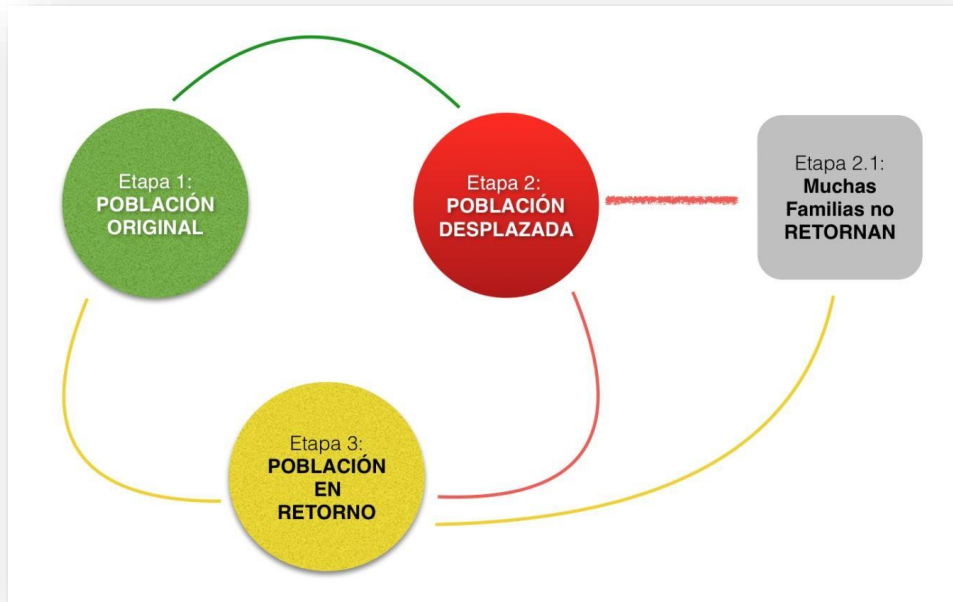 Etapa 1:
POBLACIÓN
ORIGINAL
Etapa 2:
POBLACIÓN
DESPLAZADA
Etapa 2.1:
Muchas
Familias no
RETORNAN
Etapa 3:
POBLACIÓN
EN
RETORNO